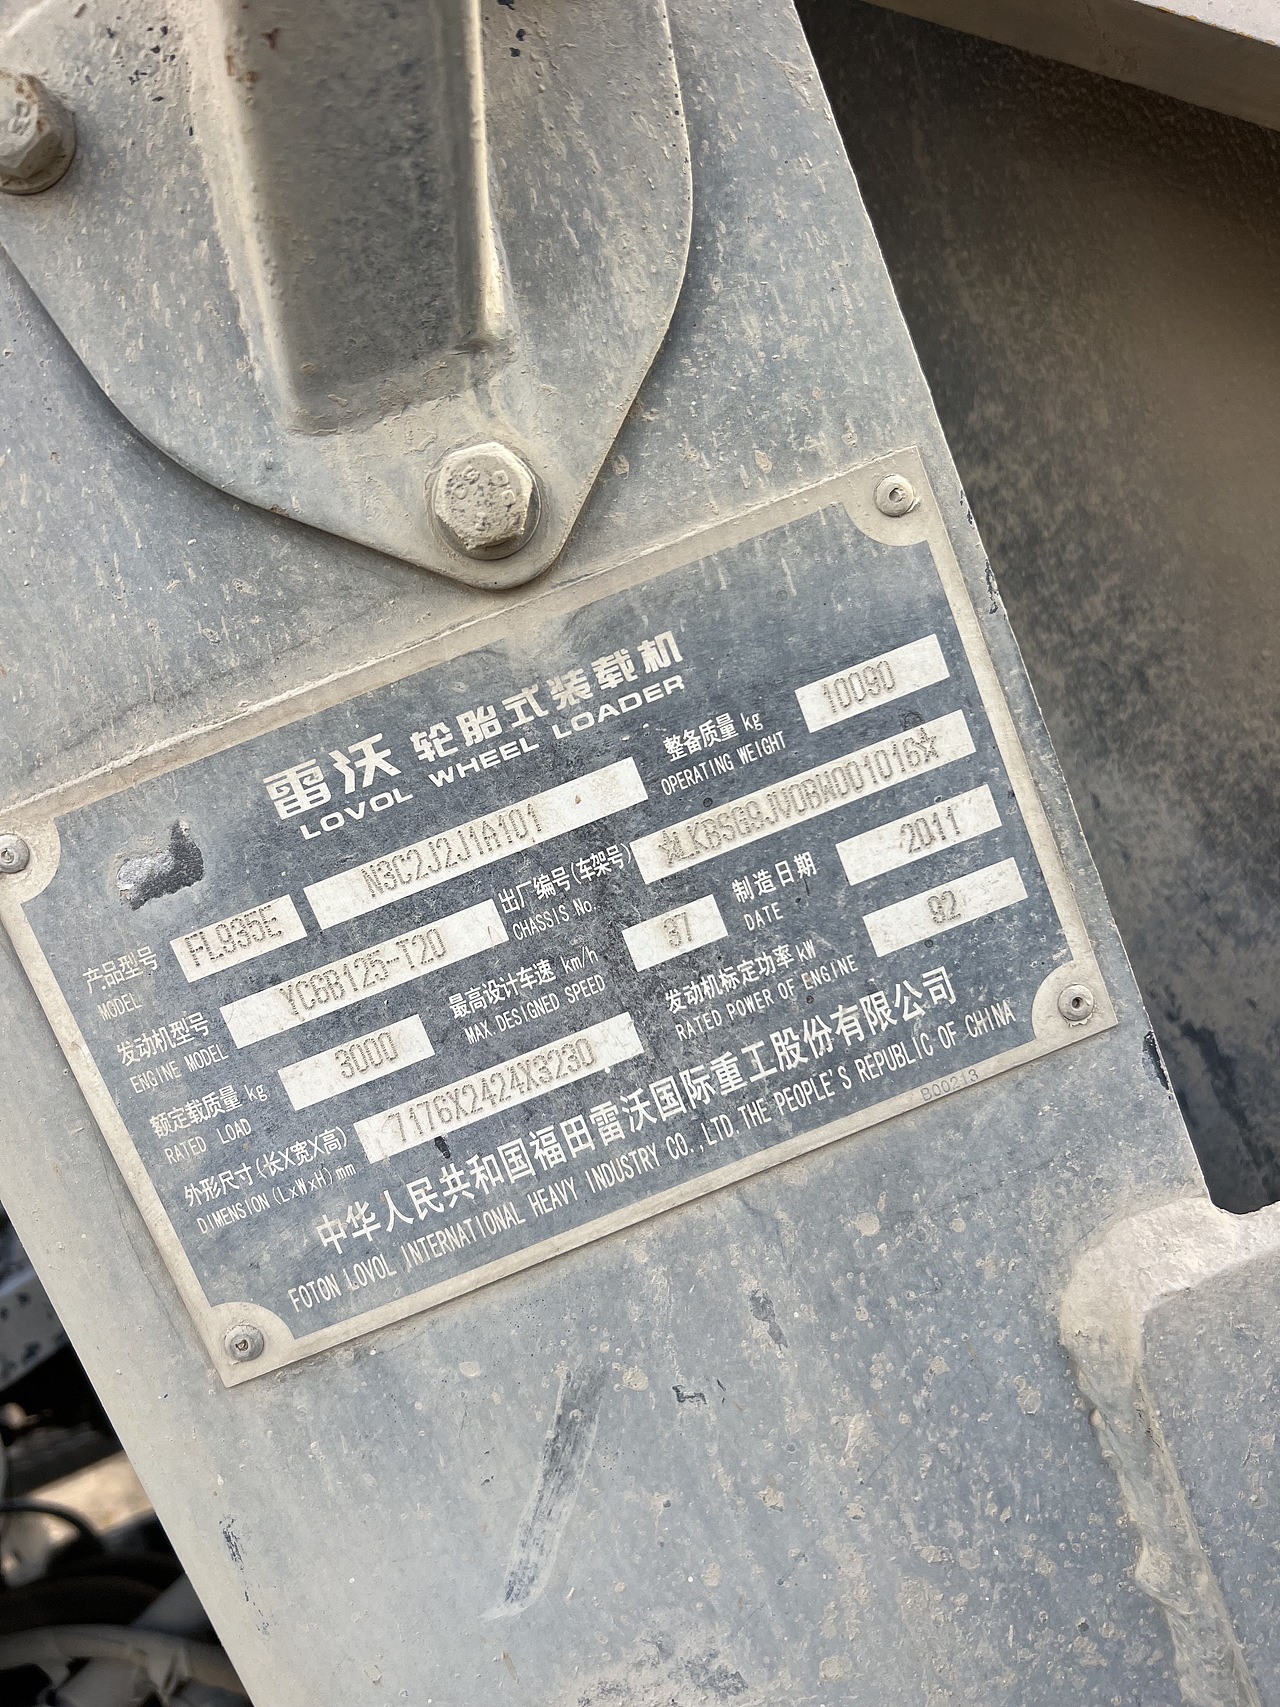 雷沃 轮胎式装载机
LOVOL WHEEL LOADER
产品型号 FL935E N3C2J2J1A101 整备质量 kg 10090
MODEL OPERATING WEIGHT
发动机型号 YC6B125-T20 出厂编号(车架号)
ENGINE MODEL CHASSIS No.
额定载质量 kg 3000 最高设计车速 km/h 37 制造日期 2011
RATED LOAD MAX.DESIGNED SPEED DATE
外形尺寸(长X宽X高) 7176X2424X3230 发动机标定功率 kW 92
DIMENSION(LxWxH)mm RATED POWER OF ENGINE
中华人民共和国福田雷沃国际重工股份有限公司
FOTON LOVOL INTERNATIONAL HEAVY INDUSTRY CO.,LTD.THE PEOPLE'S REPUBLIC OF CHINA
B00213